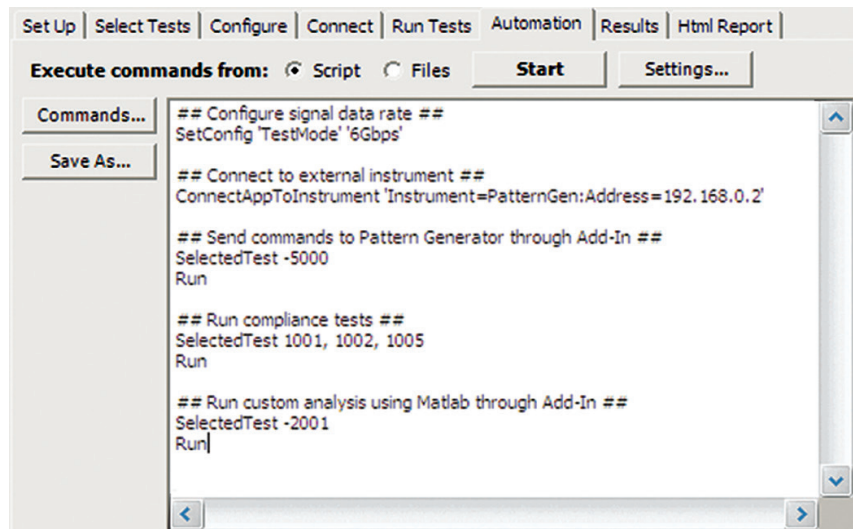 Set Up Select Tests Configure Connect Run Tests Automation Results Html Report
Execute commands from: Script Files Start Settings...
Commands...
Save As...
## Configure signal data rate ##
SetConfig 'TestMode' '6Gbps'
## Connect to external instrument ##
ConnectAppToInstrument 'Instrument=PatternGen:Address=192.168.0.2'
## Send commands to Pattern Generator through Add-In ##
SelectedTest -5000
Run
## Run compliance tests ##
SelectedTest 1001, 1002, 1005
Run
## Run custom analysis using Matlab through Add-In ##
SelectedTest -2001
Run